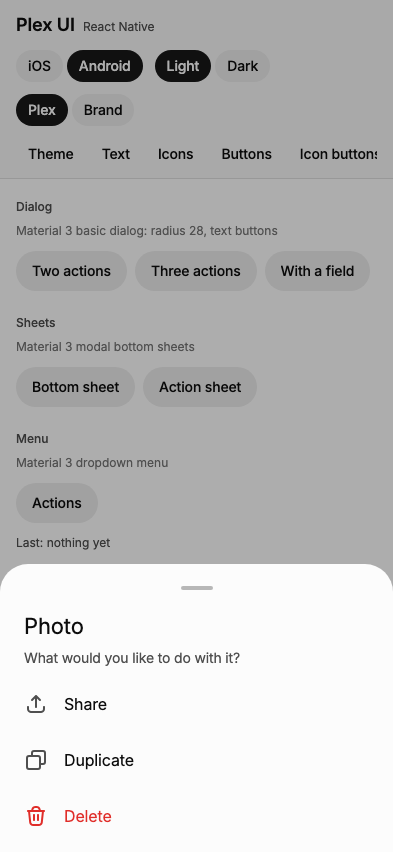 Plex UI React Native
iOS Android Light Dark
Plex Brand
Theme Text Icons Buttons Icon buttons
Dialog
Material 3 basic dialog: radius 28, text buttons
Two actions Three actions With a field
Sheets
Material 3 modal bottom sheets
Bottom sheet Action sheet
Menu
Material 3 dropdown menu
Actions
Last: nothing yet
Photo
What would you like to do with it?
Share
Duplicate
Delete